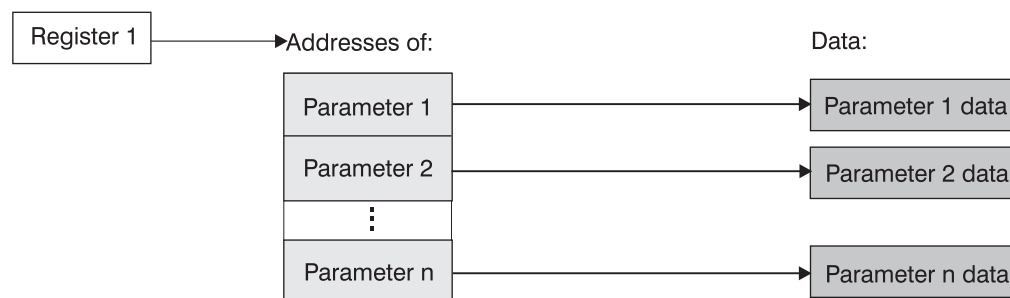 Register 1
Addresses of:
Data:
Parameter 1
Parameter 1 data
Parameter 2
Parameter 2 data
Parameter n
Parameter n data